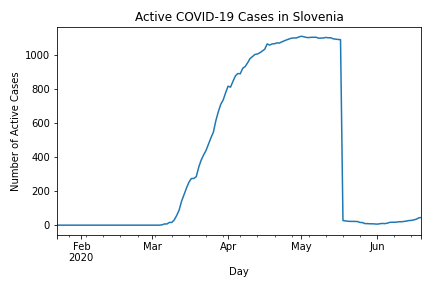 Active COVID-19 Cases in Slovenia
Number of Active Cases
1000
800
600
400
200
0
Feb
2020
Mar
Apr
May
Jun
Day